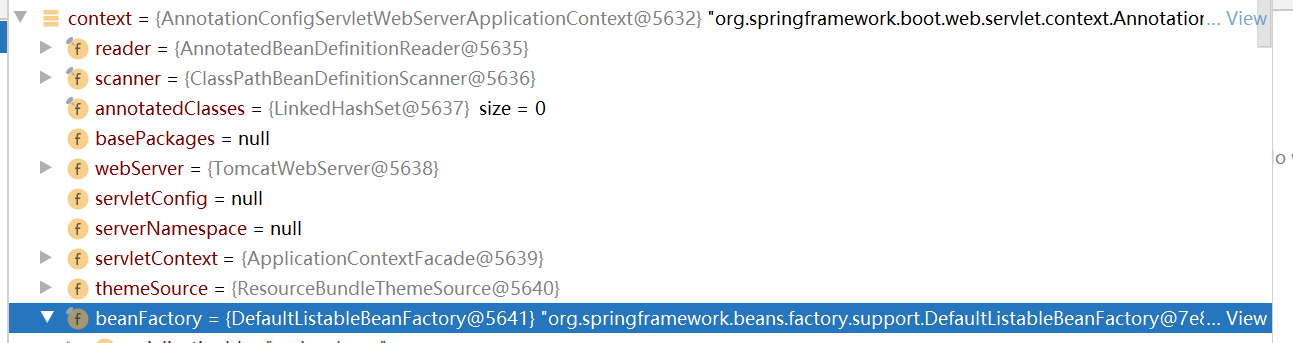 context = {AnnotationConfigServletWebServerApplicationContext@5632} "org.springframework.boot.web.servlet.context.Annotation... View
f reader = {AnnotatedBeanDefinitionReader@5635}
f scanner = {ClassPathBeanDefinitionScanner@5636}
f annotatedClasses = {LinkedHashSet@5637} size = 0
f basePackages = null
f webServer = {TomcatWebServer@5638}
f servletConfig = null
f serverNamespace = null
f servletContext = {ApplicationContextFacade@5639}
f themeSource = {ResourceBundleThemeSource@5640}
f beanFactory = {DefaultListableBeanFactory@5641} "org.springframework.beans.factory.support.DefaultListableBeanFactory@7e8... View